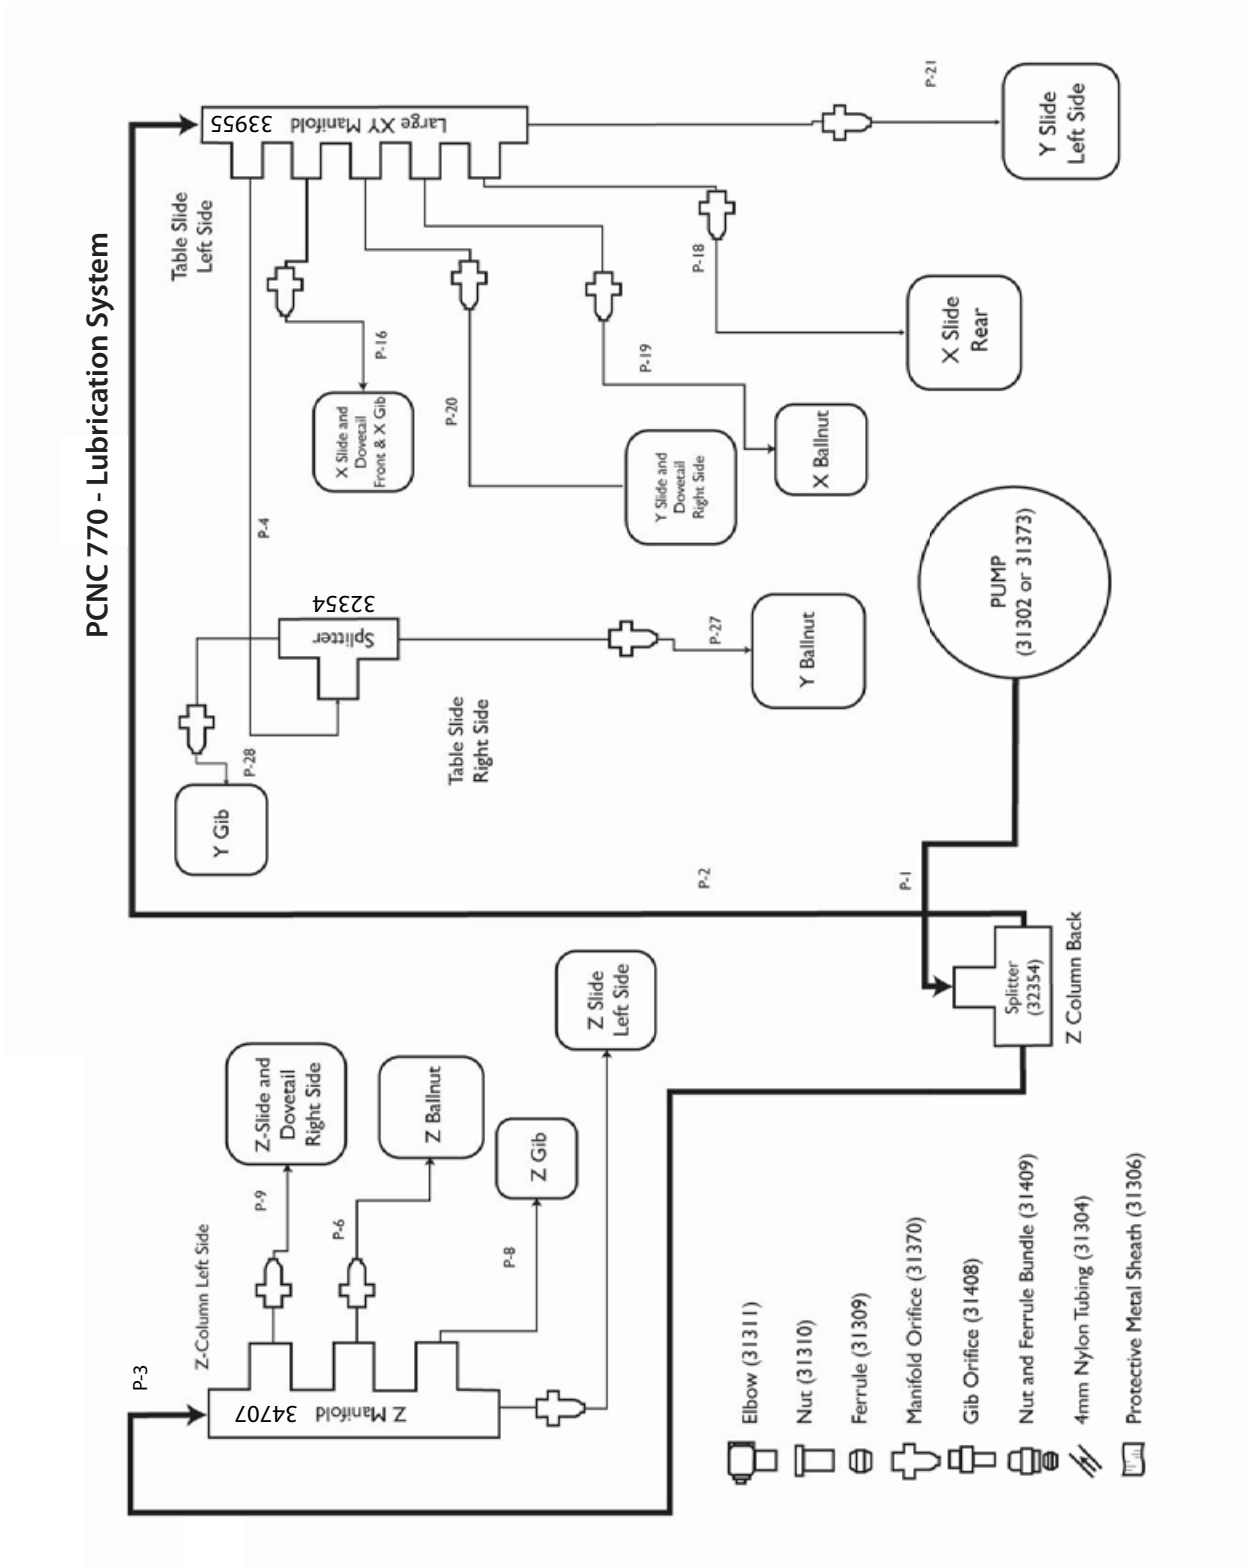 PCNC 770 - Lubrication System
P-3
Z-Column Left Side
34707
Z Manifold
P-9
Z-Slide and
Dovetail
Right Side
P-6
Z Ballnut
P-8
Z Gib
Z Slide
Left Side
Y Gib
P-28
Table Slide
Right Side
Splitter
32354
P-27
Y Ballnut
P-4
Table Slide
Left Side
33955
Large XY Manifold
P-16
X Slide and
Dovetail
Front & X Gib
P-20
Y Slide and
Dovetail
Right Side
P-19
X Ballnut
P-18
X Slide
Rear
P-21
Y Slide
Left Side
PUMP
(31302 or 31373)
P-2
P-1
Splitter
(32354)
Z Column Back
Elbow (31311)
Nut (31310)
Ferrule (31309)
Manifold Orifice (31370)
Gib Orifice (31408)
Nut and Ferrule Bundle (31409)
4mm Nylon Tubing (31304)
Protective Metal Sheath (31306)